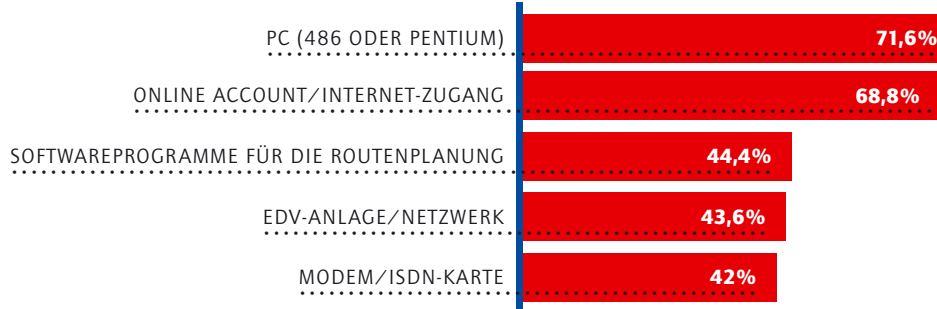 PC (486 ODER PENTIUM) 71,6%
ONLINE ACCOUNT/INTERNET-ZUGANG 68,8%
SOFTWAREPROGRAMME FÜR DIE ROUTENPLANUNG 44,4%
EDV-ANLAGE/NETZWERK 43,6%
MODEM/ISDN-KARTE 42%